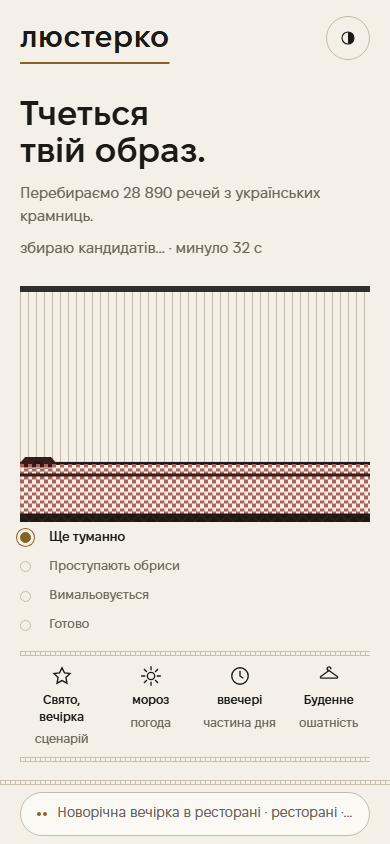 люстерко
Тчеться
твій образ.
Перебираємо 28 890 речей з українських
крамниць.
збираю кандидатів… · минуло 32 с
Ще туманно
Проступають обриси
Вимальовується
Готово
Свято,
вечірка
сценарій
мороз
погода
ввечері
частина дня
Буденне
ошатність
Новорічна вечірка в ресторані · ресторані ·…